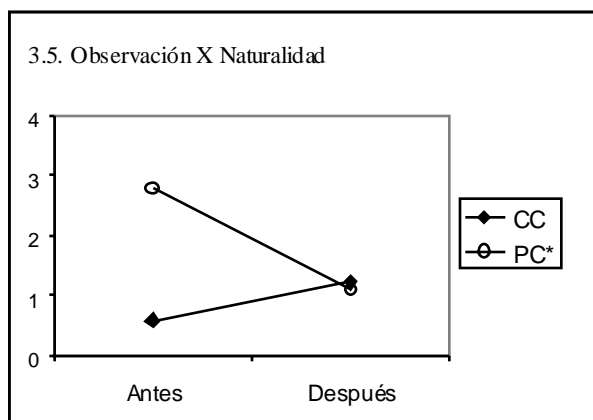 3.5. Observación X Naturalidad
4
3
2
1
0
Antes Después
CC
PC*